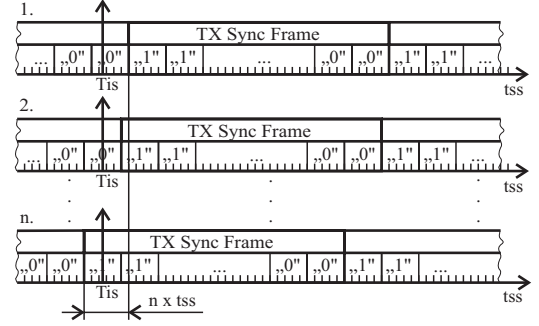 1.
TX Sync Frame
... „0" „0" „1" „1" ... „0" „0" „1" „1" ...
Tis tss
2.
TX Sync Frame
... „0" „0" „1" „1" ... „0" „0" „1" „1" ...
Tis tss
n.
TX Sync Frame
„0" „0" „1" „1" ... „0" „0" „1" „1" ...
Tis tss
n x tss